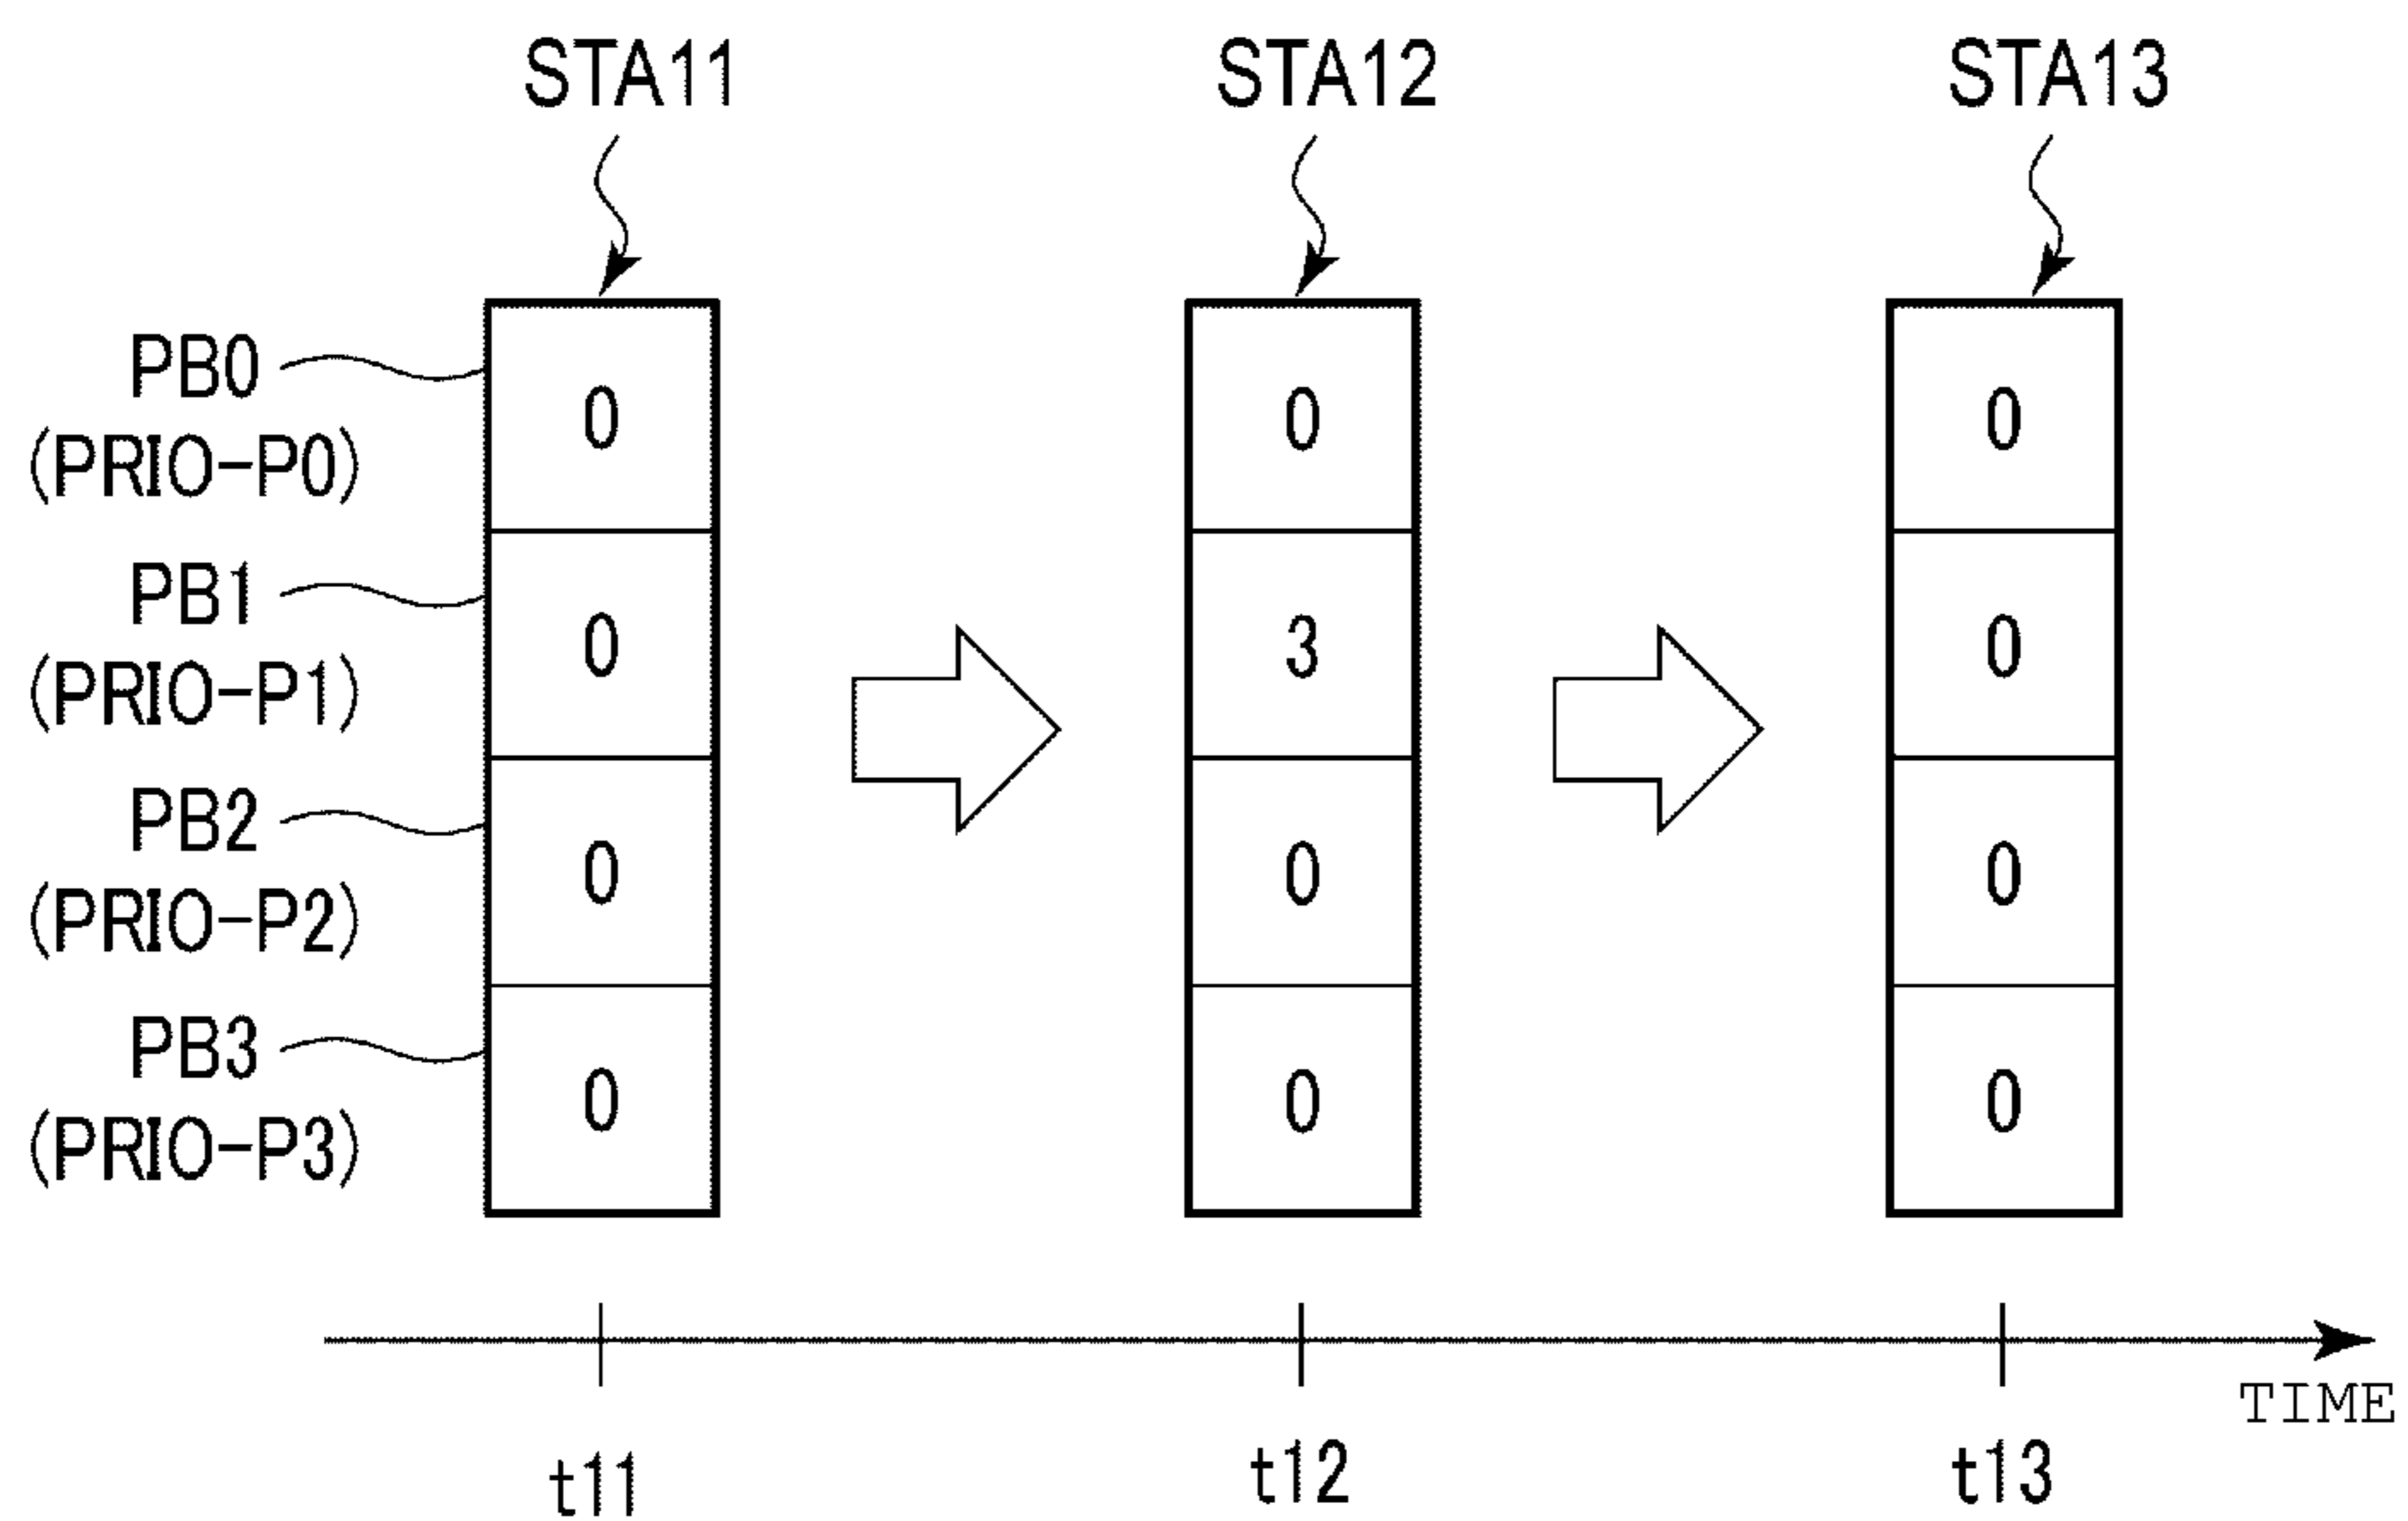 STA11 STA12 STA13
PB0 0 0 0
(PRIO-P0)
PB1 0 3 0
(PRIO-P1)
PB2 0 0 0
(PRIO-P2)
PB3 0 0 0
(PRIO-P3)
TIME
t11 t12 t13